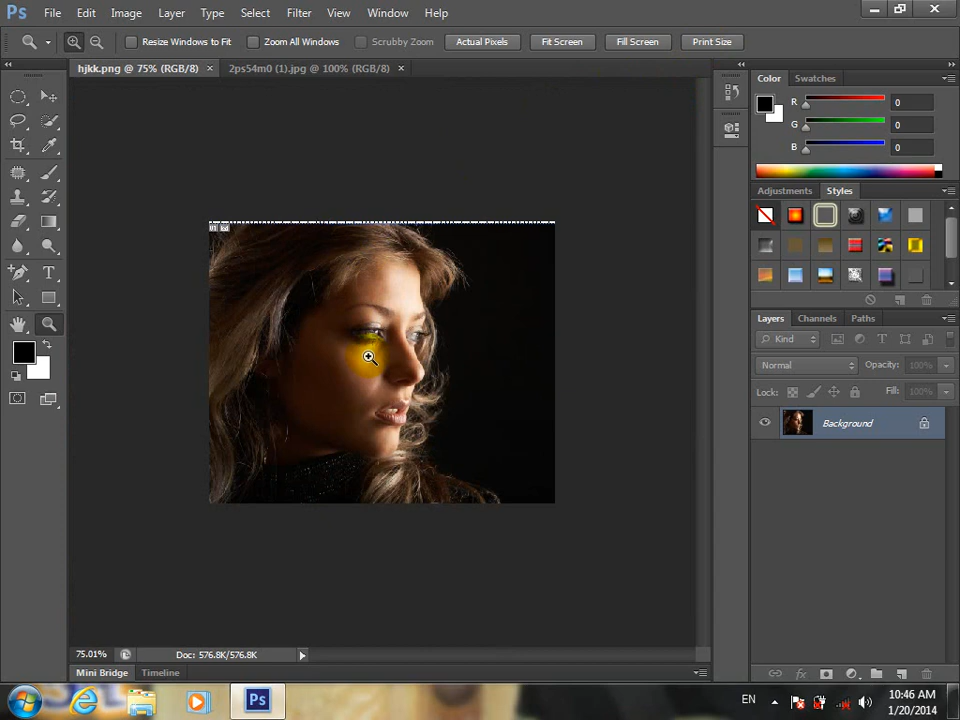 Ps File Edit Image Layer Type Select Filter View Window Help
Resize Windows to Fit Zoom All Windows Scrubby Zoom Actual Pixels Fit Screen Fill Screen Print Size
hjkk.png @ 75% (RGB/8) × 2ps54m0 (1).jpg @ 100% (RGB/8) ×
Color Swatches
R 0
G 0
B 0
Adjustments Styles
01
Layers Channels Paths
Kind
Normal Opacity: 100%
Lock: Fill: 100%
Background
75.01% Doc: 576.8K/576.8K
Mini Bridge Timeline
Ps EN 10:46 AM
1/20/2014